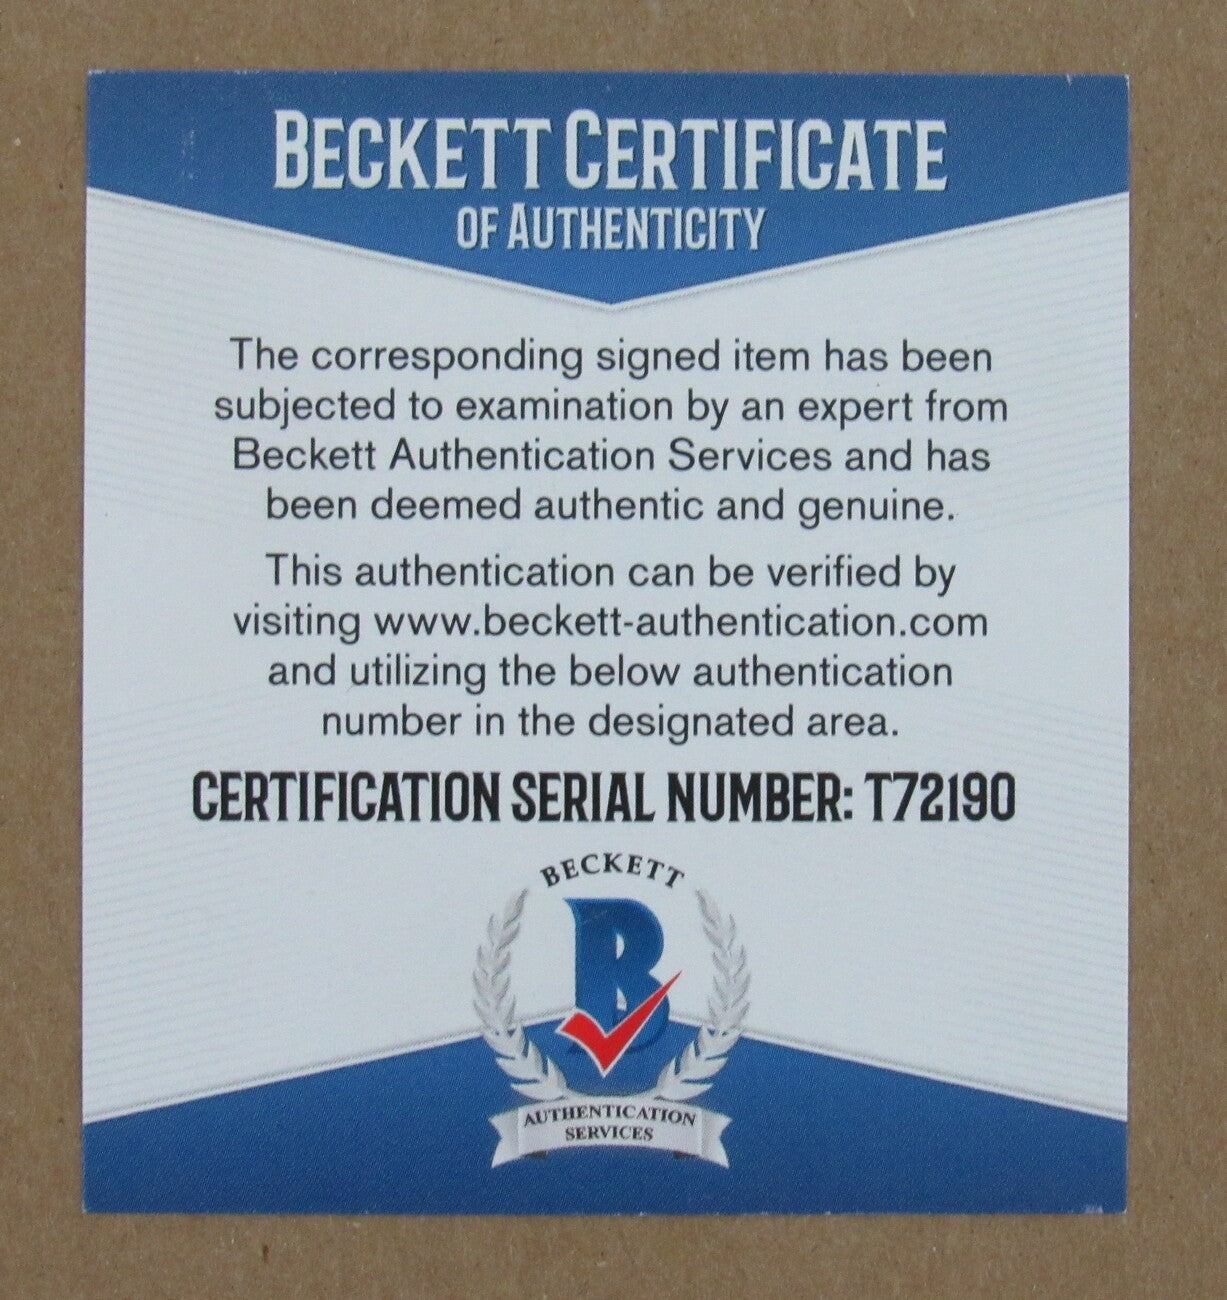 BECKETT CERTIFICATE
OF AUTHENTICITY
The corresponding signed item has been
subjected to examination by an expert from
Beckett Authentication Services and has
been deemed authentic and genuine.
This authentication can be verified by
visiting www.beckett-authentication.com
and utilizing the below authentication
number in the designated area.
CERTIFICATION SERIAL NUMBER: T72190
BECKETT
B
AUTHENTICATION
SERVICES